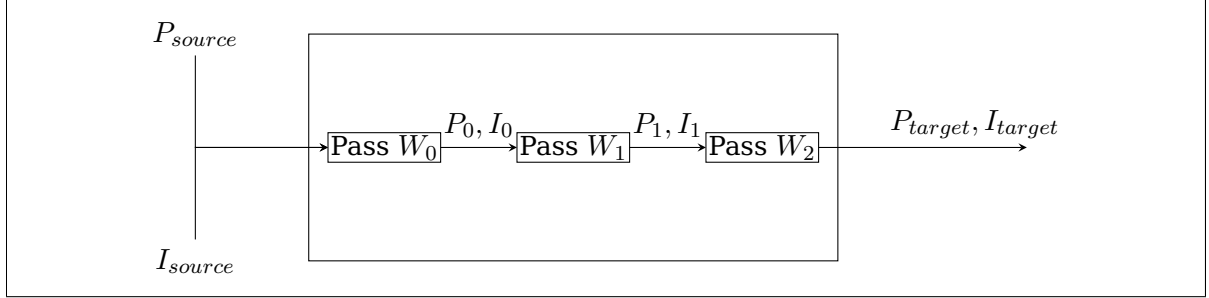 P_source
P_0, I_0
P_1, I_1
P_target, I_target
Pass W_0
Pass W_1
Pass W_2
I_source